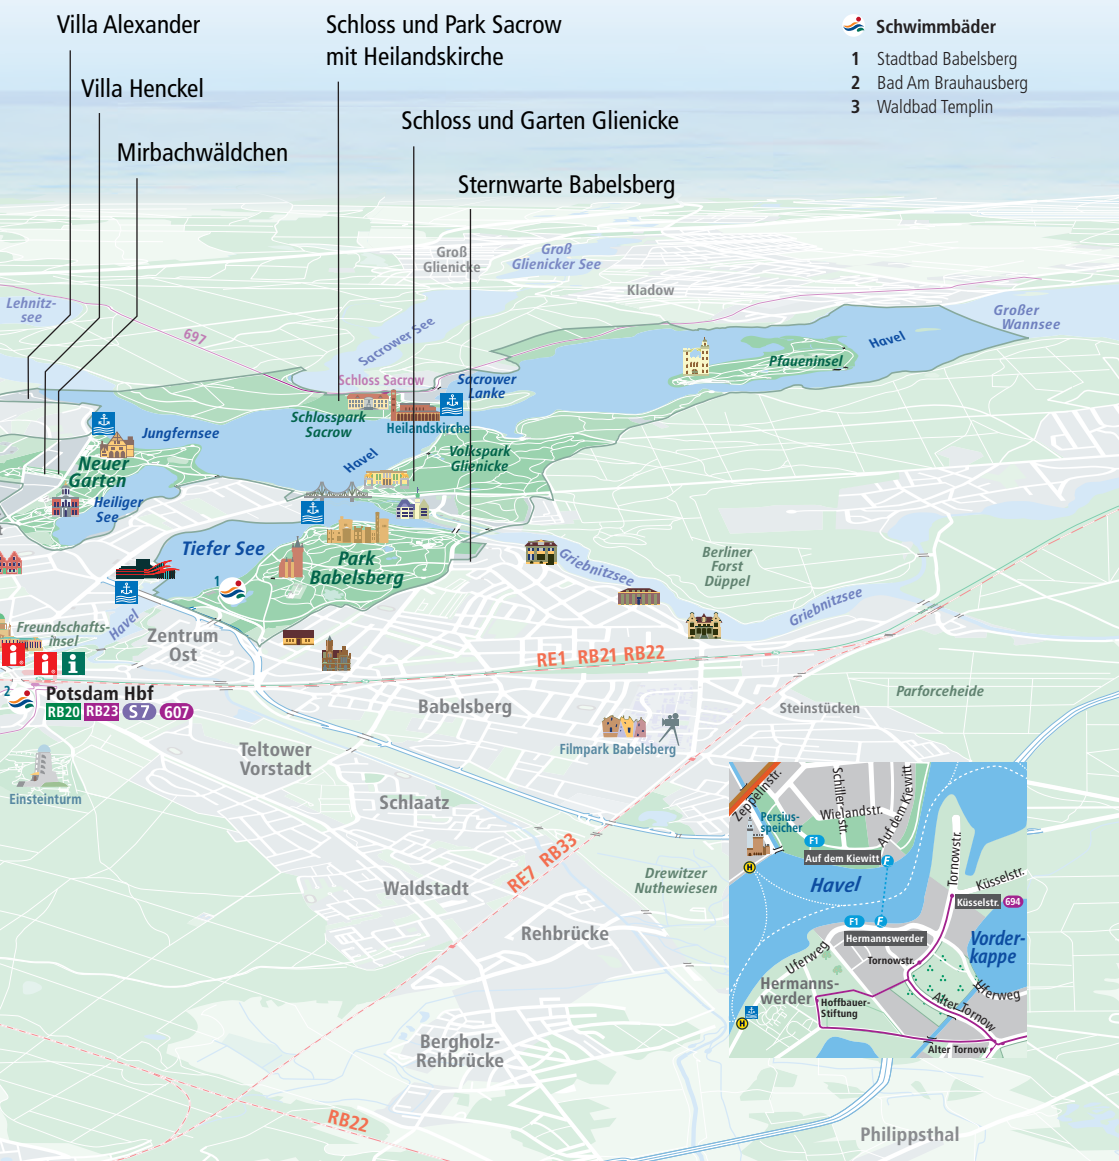 Villa Alexander
Schloss und Park Sacrow
mit Heilandskirche
Schwimmbäder
1 Stadtbad Babelsberg
2 Bad Am Brauhausberg
3 Waldbad Templin
Villa Henckel
Schloss und Garten Glienicke
Mirbachwäldchen
Sternwarte Babelsberg
Groß
Glienicke
Groß
Glienicker See
Kladow
Lehnitz-
see
697
Sacrower See
Großer
Wannsee
Havel
Pfaueninsel
Schloss Sacrow
Sacrower
Lanke
Schlosspark
Sacrow
Heilandskirche
Jungfernsee
Havel
Volkspark
Glienicke
Neuer
Garten
Heiliger
See
Tiefer See
Park
Babelsberg
1
Griebnitzsee
Berliner
Forst
Düppel
Griebnitzsee
Havel
Freundschafts-
insel
Zentrum
Ost
RE1 RB21 RB22
2
Potsdam Hbf
RB20 RB23 S7 607
Babelsberg
Parforceheide
Steinstücken
Filmpark Babelsberg
Teltower
Vorstadt
Einsteinturm
Schlaatz
RE7 RB33
Waldstadt
Drewitzer
Nuthewiesen
Rehbrücke
Bergholz-
Rehbrücke
RB22
Philippsthal
Zeppelinstr.
Schillerstr.
Wielandstr.
Auf dem Kiewitt
Persius-
speicher
F1
Auf dem Kiewitt
F
H
Havel
Tornowstr.
Küsselstr.
Küsselstr. 694
F1
F
Hermannswerder
Vorder-
kappe
Uferweg
Tornowstr.
Hermanns-
werder
Hoffbauer-
Stiftung
Uferweg
Alter Tornow
H
Alter Tornow